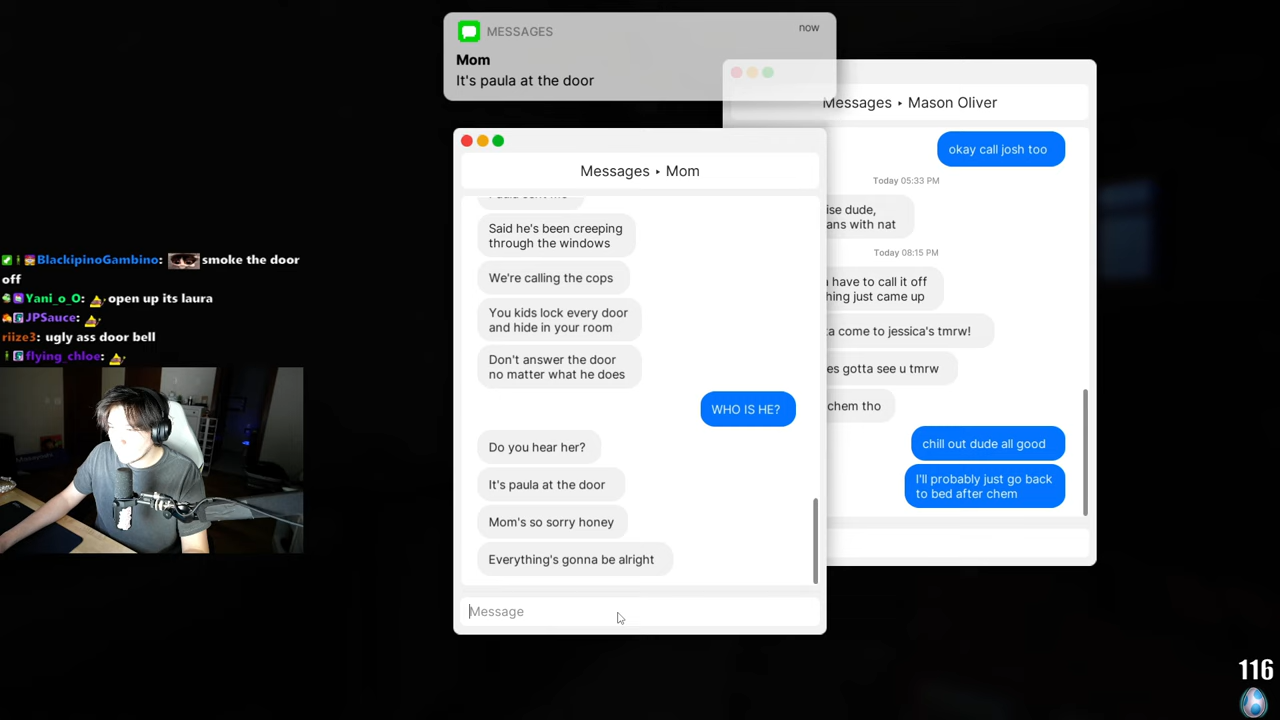 MESSAGES
now
Mom
It's paula at the door
Messages ‣ Mason Oliver
okay call josh too
Today 05:33 PM
ise dude,
ans with nat
Today 08:15 PM
have to call it off
hing just came up
ta come to jessica's tmrw!
es gotta see u tmrw
chem tho
chill out dude all good
I'll probably just go back
to bed after chem
Messages ‣ Mom
Said he's been creeping
through the windows
We're calling the cops
You kids lock every door
and hide in your room
Don't answer the door
no matter what he does
WHO IS HE?
Do you hear her?
It's paula at the door
Mom's so sorry honey
Everything's gonna be alright
Message
BlackipinoGambino: smoke the door
off
Yani_o_O: open up its laura
JPSauce:
riize3: ugly ass door bell
flying_chloe:
116